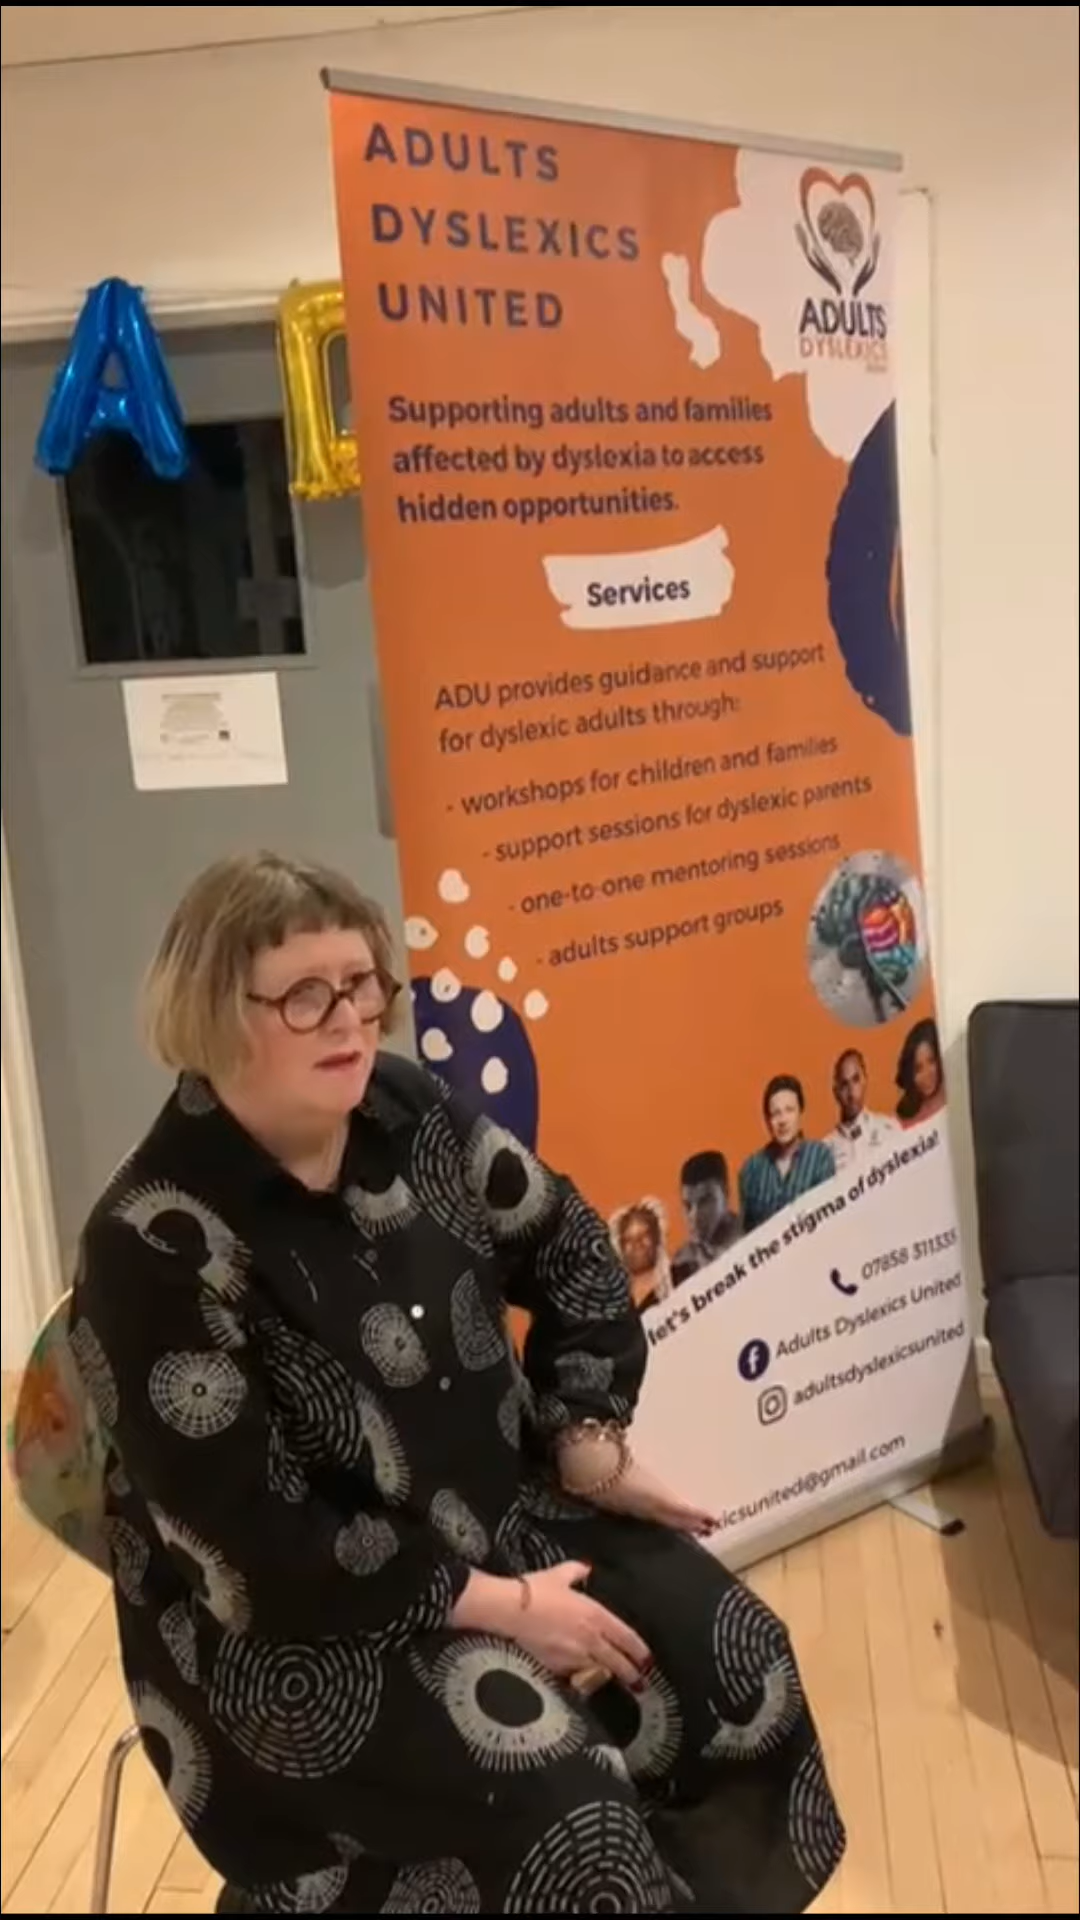 A D
ADULTS
DYSLEXICS
UNITED
ADULTS
DYSLEXICS
Supporting adults and families
affected by dyslexia to access
hidden opportunities.
Services
ADU provides guidance and support
for dyslexic adults through:
- workshops for children and families
- support sessions for dyslexic parents
- one-to-one mentoring sessions
- adults support groups
let's break the stigma of dyslexia!
Adults Dyslexics United
adultsdyslexicsunited
xicsunited@gmail.com